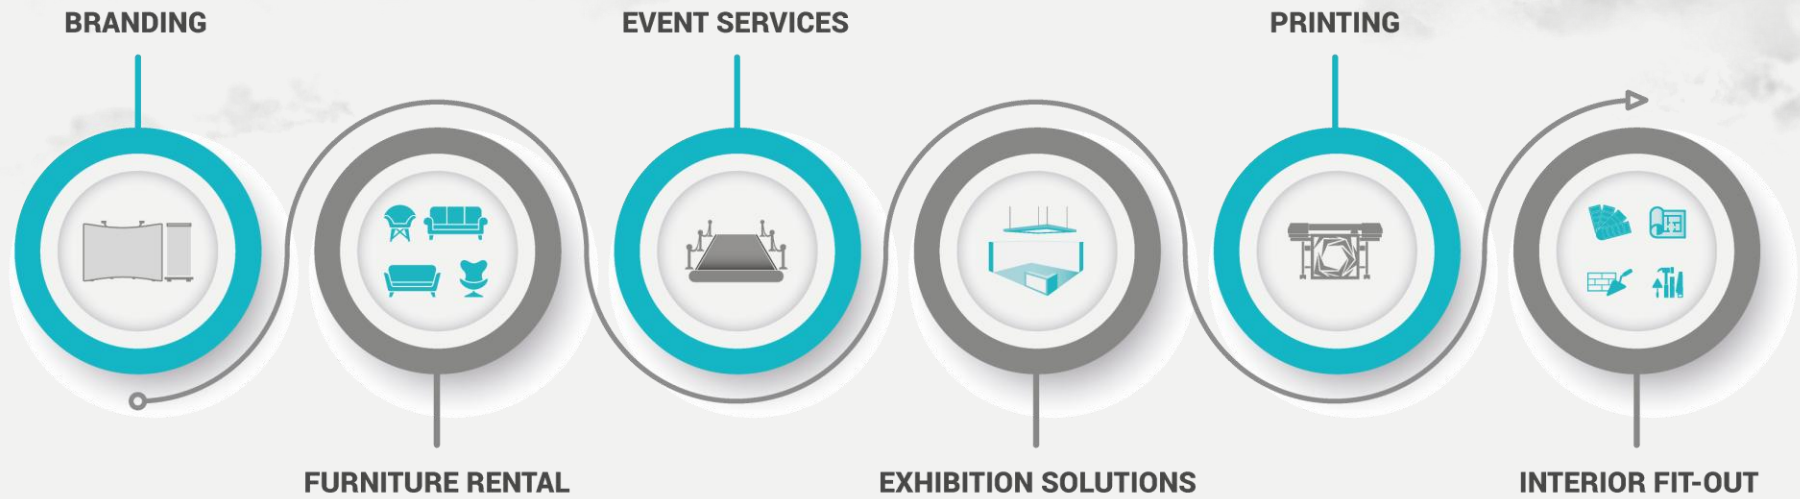 BRANDING
EVENT SERVICES
PRINTING
FURNITURE RENTAL
EXHIBITION SOLUTIONS
INTERIOR FIT-OUT